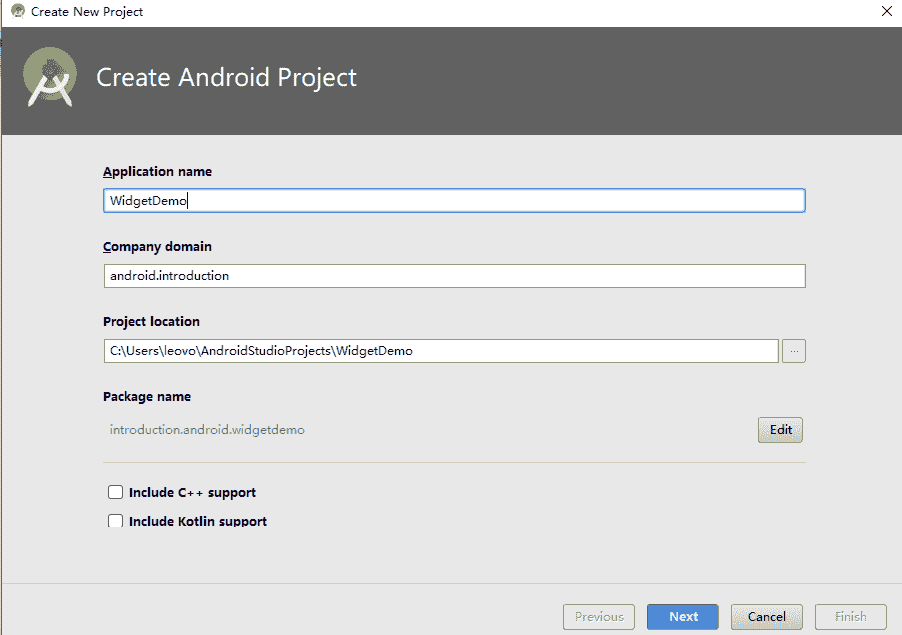 Create New Project
Create Android Project
Application name
WidgetDemo
Company domain
android.introduction
Project location
C:\Users\leovo\AndroidStudioProjects\WidgetDemo
...
Package name
introduction.android.widgetdemo
Edit
Include C++ support
Include Kotlin support
Previous Next Cancel Finish